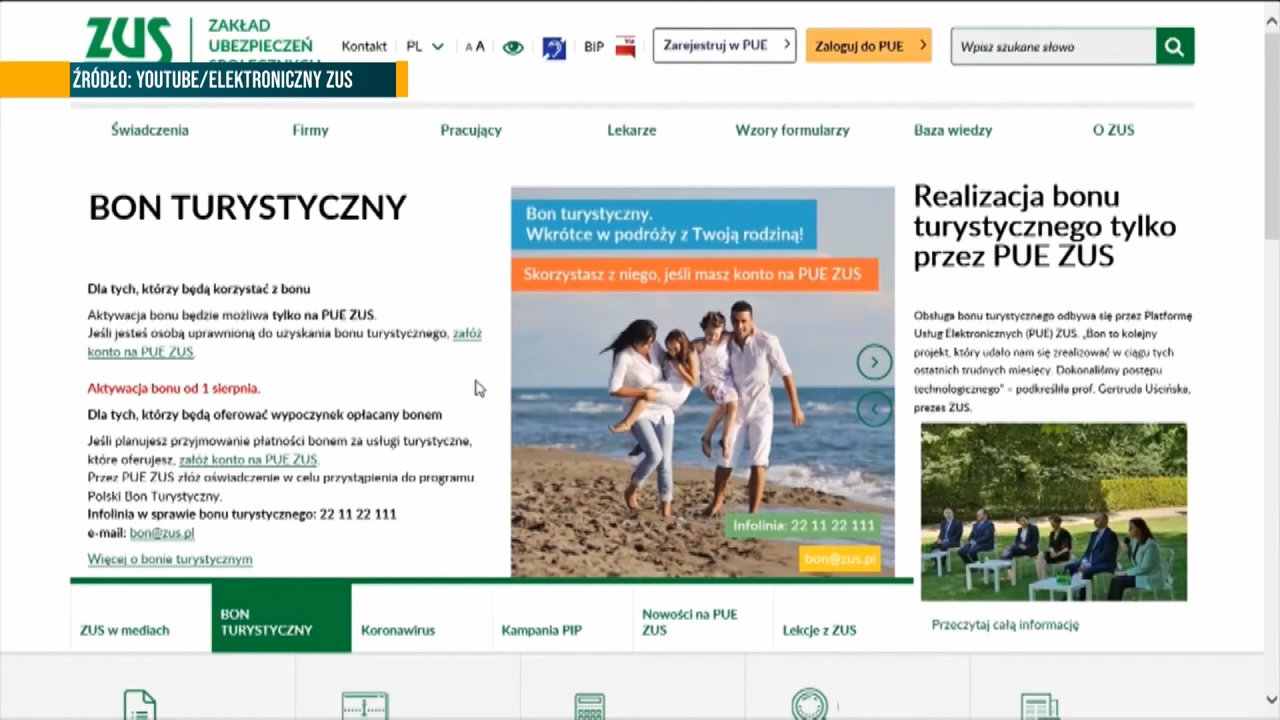 ZUS
ZAKŁAD
UBEZPIECZEŃ
SPOŁECZNYCH
Kontakt
PL
A A
BIP
Zarejestruj w PUE
Zaloguj do PUE
Wpisz szukane słowo
ŹRÓDŁO: YOUTUBE/ELEKTRONICZNY ZUS
Świadczenia
Firmy
Pracujący
Lekarze
Wzory formularzy
Baza wiedzy
O ZUS
BON TURYSTYCZNY
Dla tych, którzy będą korzystać z bonu
Aktywacja bonu będzie możliwa tylko na PUE ZUS.
Jeśli jesteś osobą uprawnioną do uzyskania bonu turystycznego, załóż
konto na PUE ZUS.
Aktywacja bonu od 1 sierpnia.
Dla tych, którzy będą oferować wypoczynek opłacany bonem
Jeśli planujesz przyjmowanie płatności bonem za usługi turystyczne,
które oferujesz, załóż konto na PUE ZUS.
Przez PUE ZUS złóż oświadczenie w celu przystąpienia do programu
Polski Bon Turystyczny.
Infolinia w sprawie bonu turystycznego: 22 11 22 111
e-mail: bon@zus.pl
Więcej o bonie turystycznym
Bon turystyczny.
Wkrótce w podróży z Twoją rodziną!
Skorzystasz z niego, jeśli masz konto na PUE ZUS
Infolinia: 22 11 22 111
bon@zus.pl
Realizacja bonu
turystycznego tylko
przez PUE ZUS
Obsługa bonu turystycznego odbywa się przez Platformę
Usług Elektronicznych (PUE) ZUS. „Bon to kolejny
projekt, który udało nam się zrealizować w ciągu tych
ostatnich trudnych miesięcy. Dokonaliśmy postępu
technologicznego" – podkreśliła prof. Gertruda Uścińska,
prezes ZUS.
Przeczytaj całą informację
ZUS w mediach
BON
TURYSTYCZNY
Koronawirus
Kampania PIP
Nowości na PUE
ZUS
Lekcje z ZUS